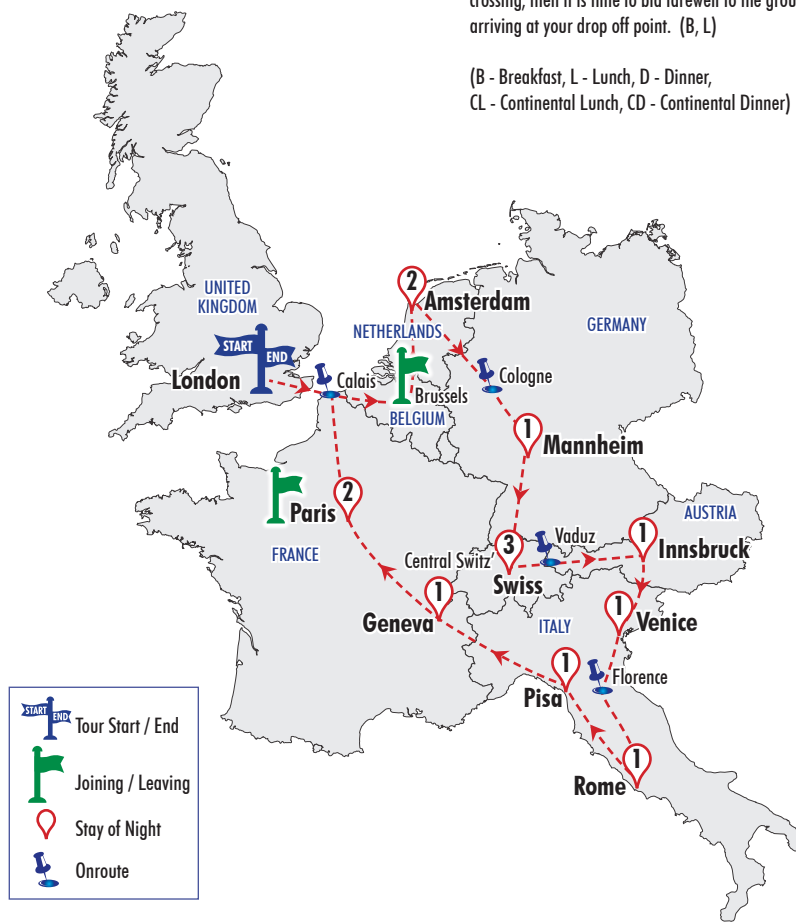 arriving at your drop off point. (B, L)
(B - Breakfast, L - Lunch, D - Dinner,
CL - Continental Lunch, CD - Continental Dinner)
UNITED
KINGDOM
2
Amsterdam
NETHERLANDS
GERMANY
START
END
London
Calais
Brussels
BELGIUM
Cologne
1
Mannheim
Paris
2
FRANCE
AUSTRIA
Vaduz
1
Innsbruck
Central Switz'
3
Swiss
1
Geneva
ITALY
1
Venice
1
Pisa
Florence
1
Rome
START
END
Tour Start / End
Joining / Leaving
Stay of Night
Onroute